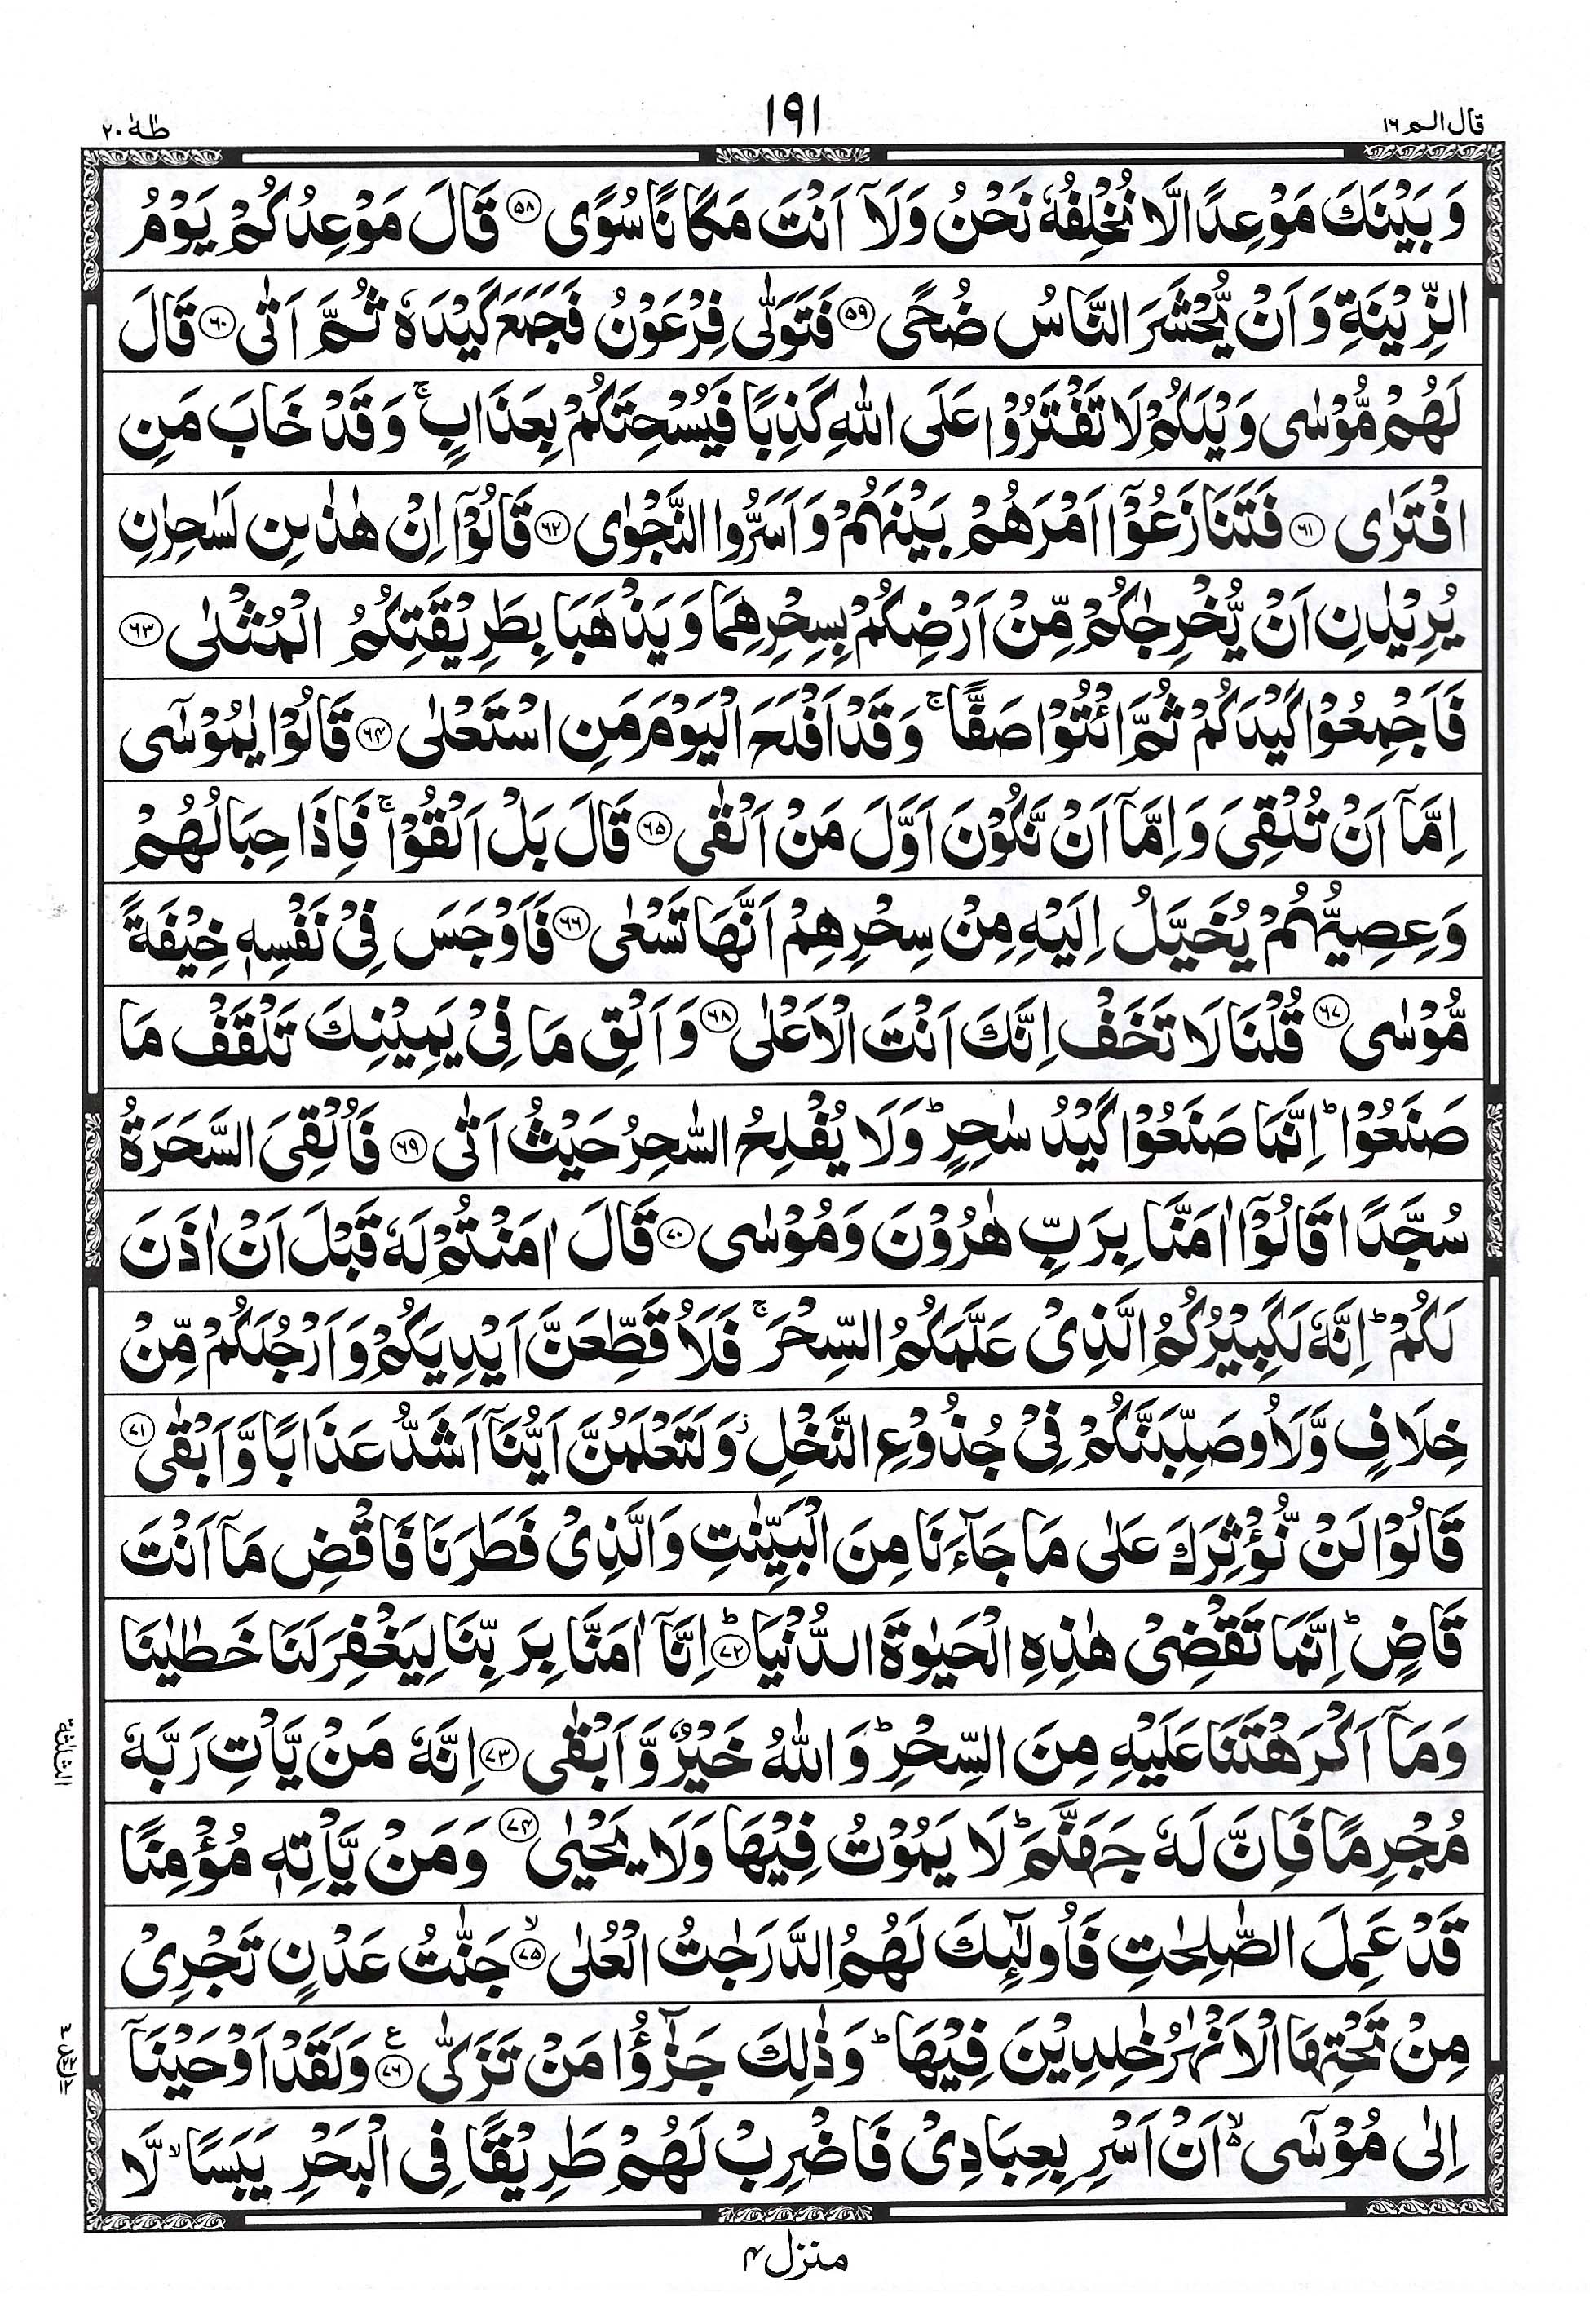 قال الم ١٦
١٩١
طٰهٰ ٢٠
وَ بَيْنَكَ مَوْعِدًا لَّا نُخْلِفُهٗ نَحْنُ وَلَاۤ اَنْتَ مَكَانًا سُوًى ۵۸ قَالَ مَوْعِدُكُمْ يَوْمُ
الزِّيْنَةِ وَ اَنْ يُّحْشَرَ النَّاسُ ضُحًى ۵۹ فَتَوَلّٰى فِرْعَوْنُ فَجَمَعَ كَيْدَهٗ ثُمَّ اَتٰى ۶۰ قَالَ
لَهُمْ مُّوْسٰى وَيْلَكُمْ لَا تَفْتَرُوْا عَلَى اللّٰهِ كَذِبًا فَيُسْحِتَكُمْ بِعَذَابٍ ۚ وَ قَدْ خَابَ مَنِ
افْتَرٰى ۶۱ فَتَنَازَعُوْۤا اَمْرَهُمْ بَيْنَهُمْ وَ اَسَرُّوا النَّجْوٰى ۶۲ قَالُوْۤا اِنْ هٰذٰىنِ لَسٰحِرٰنِ
يُرِيْدٰنِ اَنْ يُّخْرِجٰكُمْ مِّنْ اَرْضِكُمْ بِسِحْرِهِمَا وَ يَذْهَبَا بِطَرِيْقَتِكُمُ الْمُثْلٰى ۶۳
فَاَجْمِعُوْا كَيْدَكُمْ ثُمَّ ائْتُوْا صَفًّا ۚ وَ قَدْ اَفْلَحَ الْيَوْمَ مَنِ اسْتَعْلٰى ۶۴ قَالُوْا يٰمُوْسٰۤى
اِمَّاۤ اَنْ تُلْقِىَ وَ اِمَّاۤ اَنْ نَّكُوْنَ اَوَّلَ مَنْ اَلْقٰى ۶۵ قَالَ بَلْ اَلْقُوْا ۚ فَاِذَا حِبَالُهُمْ
وَ عِصِيُّهُمْ يُخَيَّلُ اِلَيْهِ مِنْ سِحْرِهِمْ اَنَّهَا تَسْعٰى ۶۶ فَاَوْجَسَ فِىْ نَفْسِهٖ خِيْفَةً
مُّوْسٰى ۶۷ قُلْنَا لَا تَخَفْ اِنَّكَ اَنْتَ الْاَعْلٰى ۶۸ وَ اَلْقِ مَا فِىْ يَمِيْنِكَ تَلْقَفْ مَا
صَنَعُوْا ؕ اِنَّمَا صَنَعُوْا كَيْدُ سٰحِرٍ ؕ وَلَا يُفْلِحُ السّٰحِرُ حَيْثُ اَتٰى ۶۹ فَاُلْقِىَ السَّحَرَةُ
سُجَّدًا قَالُوْۤا اٰمَنَّا بِرَبِّ هٰرُوْنَ وَ مُوْسٰى ۷۰ قَالَ اٰمَنْتُمْ لَهٗ قَبْلَ اَنْ اٰذَنَ
لَكُمْ ؕ اِنَّهٗ لَكَبِيْرُكُمُ الَّذِىْ عَلَّمَكُمُ السِّحْرَ ۚ فَلَاُقَطِّعَنَّ اَيْدِيَكُمْ وَ اَرْجُلَكُمْ مِّنْ
خِلَافٍ وَّلَاُوصَلِّبَنَّكُمْ فِىْ جُذُوْعِ النَّخْلِ ز وَ لَتَعْلَمُنَّ اَيُّنَاۤ اَشَدُّ عَذَابًا وَّ اَبْقٰى ۷۱
قَالُوْا لَنْ نُّؤْثِرَكَ عَلٰى مَا جَآءَنَا مِنَ الْبَيِّنٰتِ وَالَّذِىْ فَطَرَنَا فَاقْضِ مَاۤ اَنْتَ
قَاضٍ ؕ اِنَّمَا تَقْضِىْ هٰذِهِ الْحَيٰوةَ الدُّنْيَا ؕ ۷۲ اِنَّاۤ اٰمَنَّا بِرَبِّنَا لِيَغْفِرَ لَنَا خَطٰيٰنَا
وَ مَاۤ اَكْرَهْتَنَا عَلَيْهِ مِنَ السِّحْرِ ؕ وَ اللّٰهُ خَيْرٌ وَّ اَبْقٰى ۷۳ اِنَّهٗ مَنْ يَّاْتِ رَبَّهٗ
مُجْرِمًا فَاِنَّ لَهٗ جَهَنَّمَ ؕ لَا يَمُوْتُ فِيْهَا وَلَا يَحْيٰى ۷۴ وَ مَنْ يَّاْتِهٖ مُؤْمِنًا
قَدْ عَمِلَ الصّٰلِحٰتِ فَاُولٰٓئِكَ لَهُمُ الدَّرَجٰتُ الْعُلٰى ۙ ۷۵ جَنّٰتُ عَدْنٍ تَجْرِىْ
مِنْ تَحْتِهَا الْاَنْهٰرُ خٰلِدِيْنَ فِيْهَا ؕ وَ ذٰلِكَ جَزٰٓؤُا مَنْ تَزَكّٰى ۷۶ ع وَ لَقَدْ اَوْحَيْنَاۤ
اِلٰى مُوْسٰۤى ۙ اَنْ اَسْرِ بِعِبَادِىْ فَاضْرِبْ لَهُمْ طَرِيْقًا فِى الْبَحْرِ يَبَسًا ۙ لَّا
الثلثة
منزل ۴